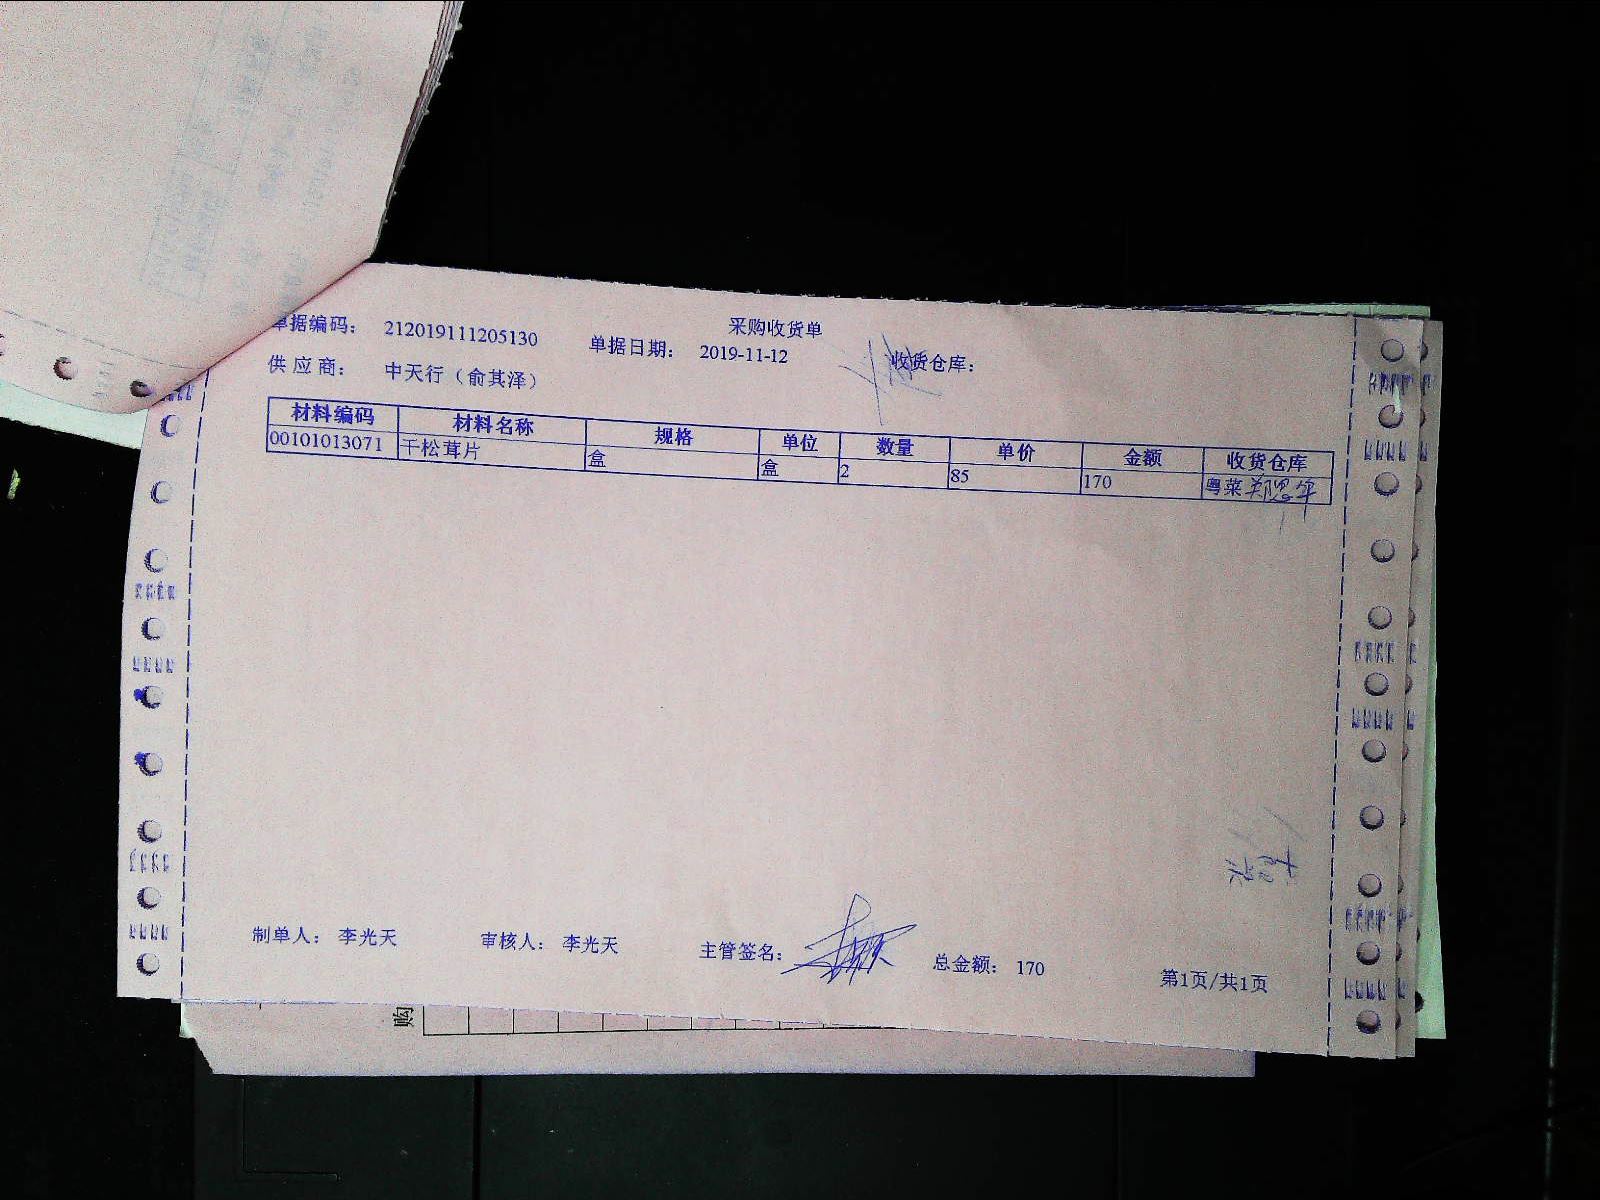 采购收货单
单据编码: 212019111205130 单据日期: 2019-11-12 收货仓库:
供应商: 中天行（俞其泽）
材料编码 材料名称 规格 单位 数量 单价 金额 收货仓库
00101013071 干松茸片 盒 盒 2 85 170 粤菜
制单人: 李光天 审核人: 李光天 主管签名: 总金额: 170 第1页/共1页
购